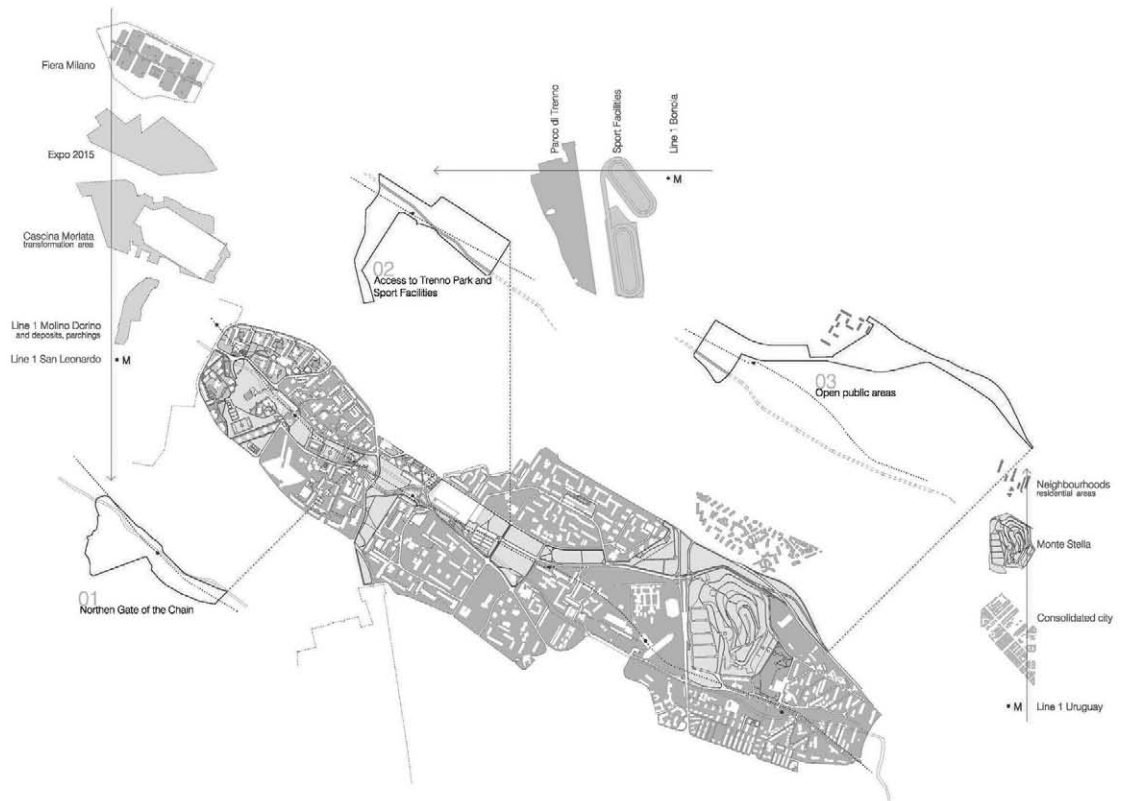 Fiera Milano
Expo 2015
Cascina Merlata
transformation area
Line 1 Molino Dorino
and deposits, parchings
Line 1 San Leonardo
M
01
Northen Gate of the Chain
Parco di Trenno
Sport Facilities
Line 1 Bonola
M
02
Access to Trenno Park and
Sport Facilities
03
Open public areas
Neighbourhoods
residential areas
Monte Stella
Consolidated city
M Line 1 Uruguay